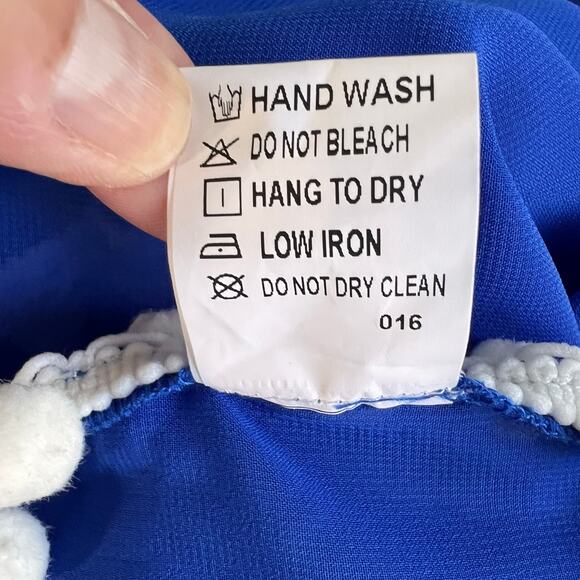 HAND WASH
DO NOT BLEACH
HANG TO DRY
LOW IRON
DO NOT DRY CLEAN
016